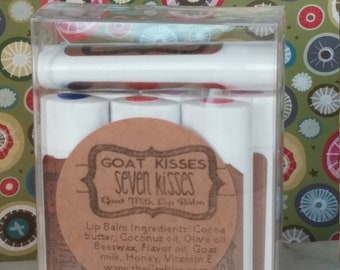 GOAT KISSES
seven kisses
Goat Milk Lip Balm
Lip Balm Ingredients: Cocoa
butter, Coconut oil, Olive oil
Beeswax, Flavor oil, Goat
milk, Honey, Vitamin E